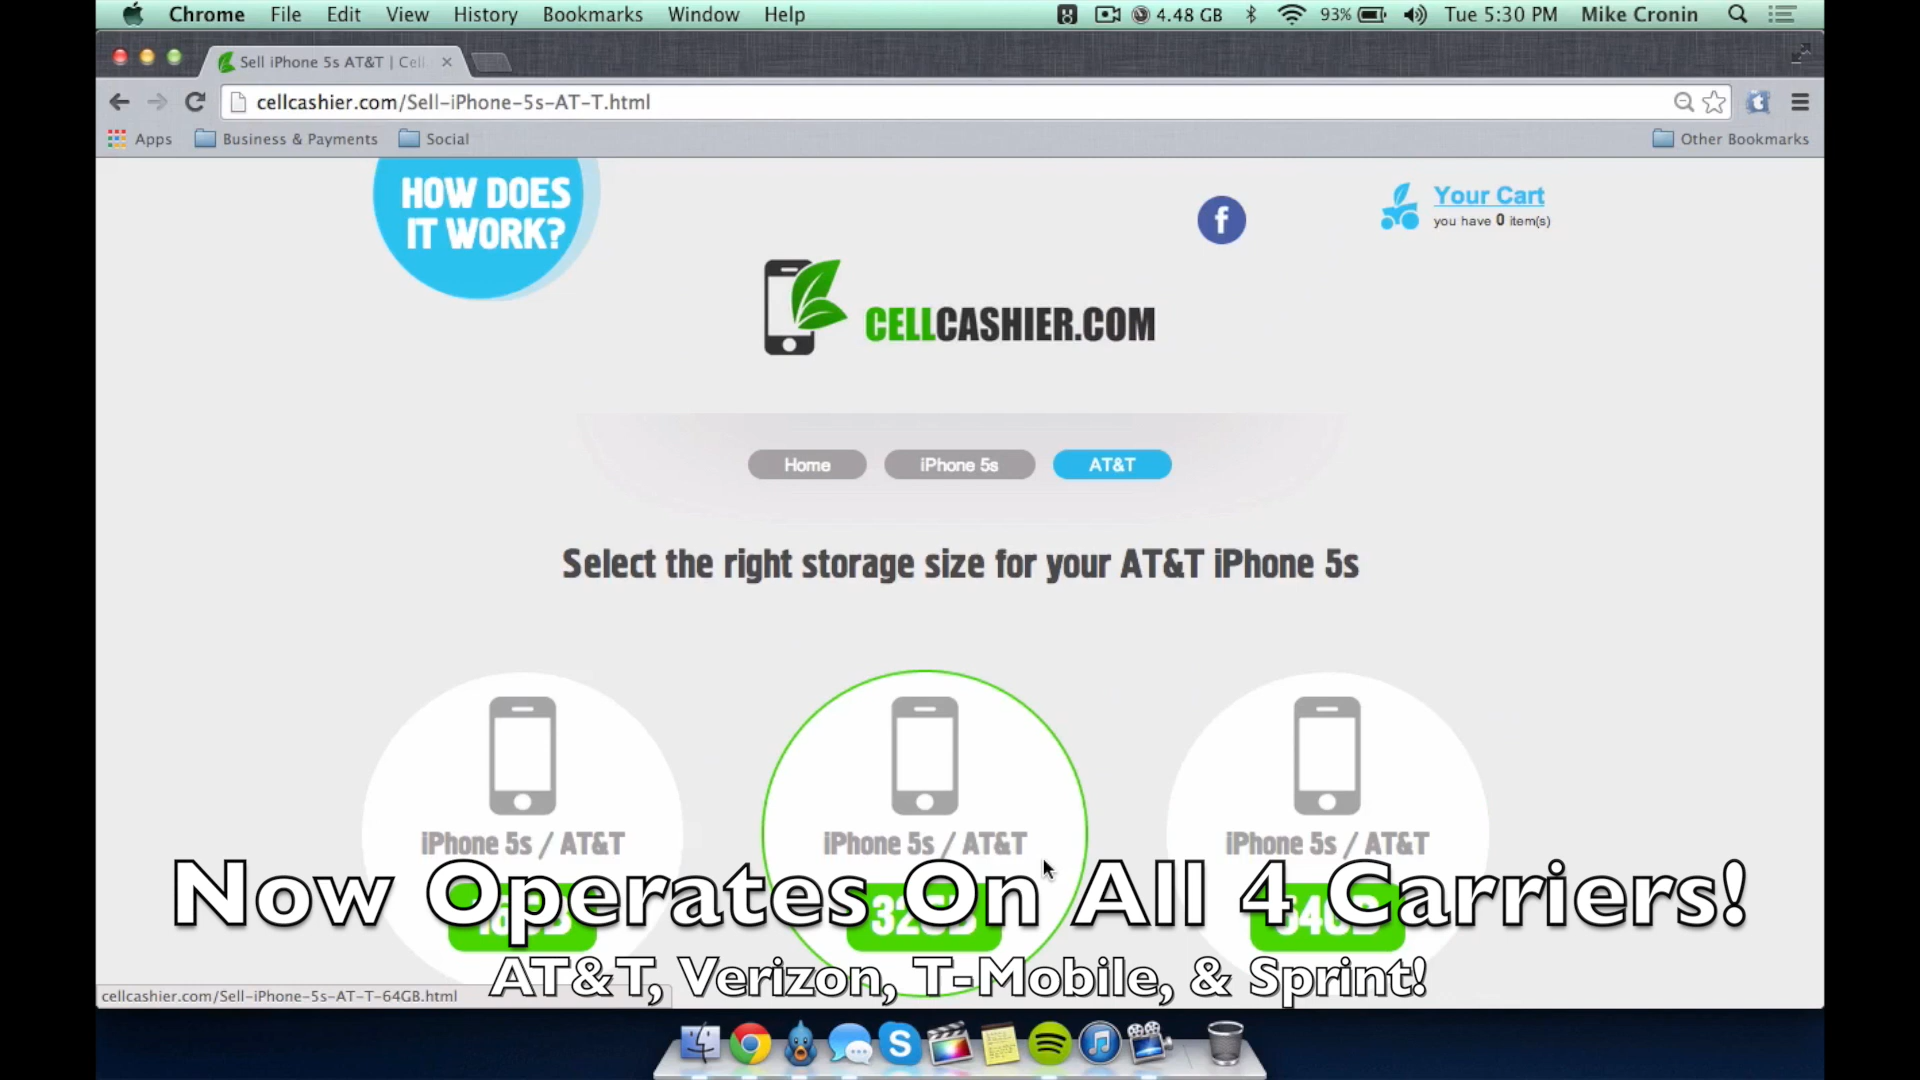 Chrome File Edit View History Bookmarks Window Help 4.48 GB 93% Tue 5:30 PM Mike Cronin
Sell iPhone 5s AT&T | Cell
cellcashier.com/Sell-iPhone-5s-AT-T.html
Apps Business & Payments Social Other Bookmarks
HOW DOES
IT WORK?
f
Your Cart
you have 0 item(s)
CELLCASHIER.COM
Home iPhone 5s AT&T
Select the right storage size for your AT&T iPhone 5s
iPhone 5s / AT&T iPhone 5s / AT&T iPhone 5s / AT&T
Now Operates On All 4 Carriers!
16GB 32GB 64GB
AT&T, Verizon, T-Mobile, & Sprint!
cellcashier.com/Sell-iPhone-5s-AT-T-64GB.html